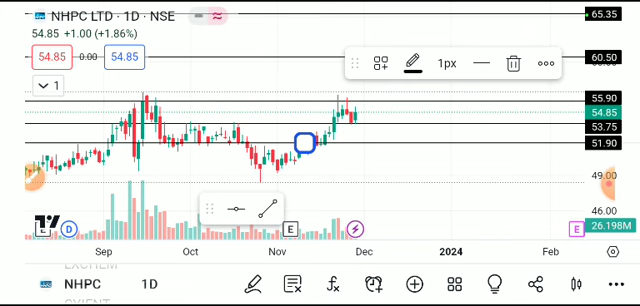 NHPC LTD · 1D · NSE
65.35
54.85 +1.00 (+1.86%)
54.85 0.00 54.85
60.50
1px
1
55.90
54.85
53.75
51.90
49.00
46.00
26.198M
E D E E
Sep Oct Nov Dec 2024 Feb
NHPC 1D